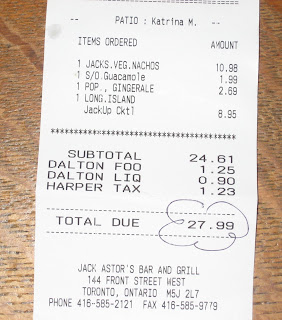 -- PATIO : Katrina M. --
ITEMS ORDERED AMOUNT
1 JACKS.VEG.NACHOS 10.98
1 S/O.Guacamole 1.99
1 POP., GINGERALE 2.69
1 LONG.ISLAND
JackUp Cktl 8.95
SUBTOTAL 24.61
DALTON FOO 1.25
DALTON LIQ 0.90
HARPER TAX 1.23
TOTAL DUE 27.99
JACK ASTOR'S BAR AND GRILL
144 FRONT STREET WEST
TORONTO, ONTARIO M5J 2L7
PHONE 416-585-2121 FAX 416-585-9779